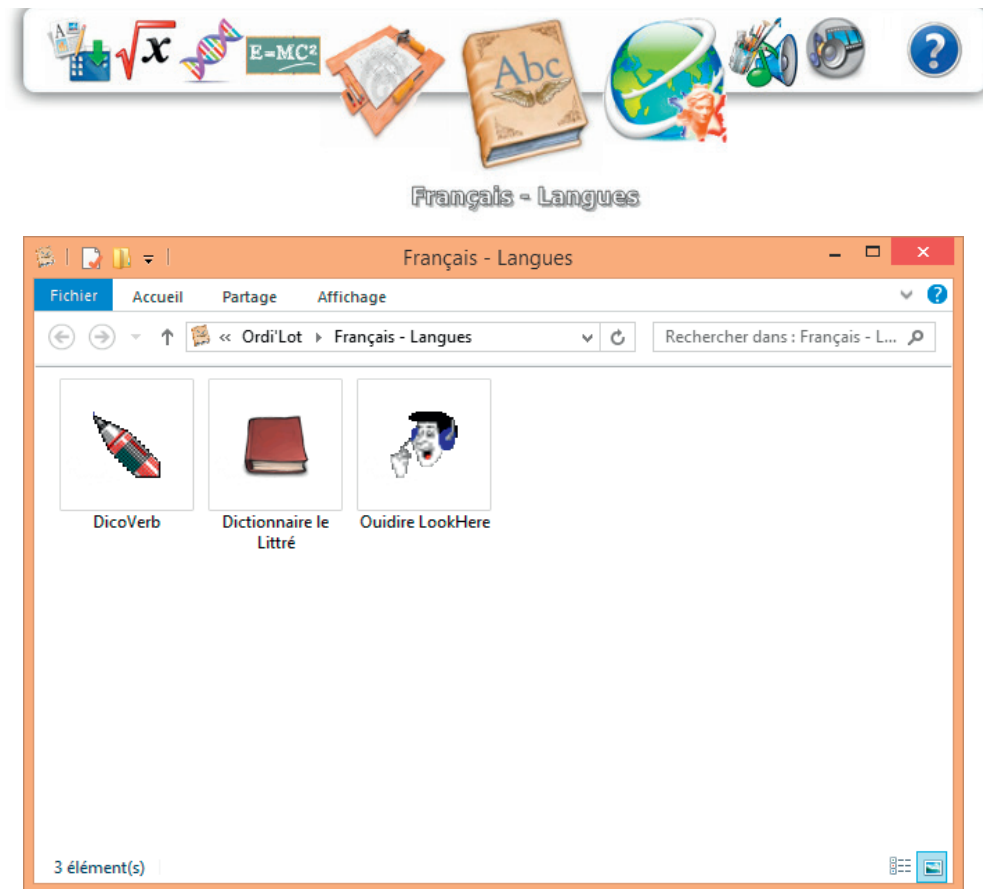 A
√x
E=MC²
Abc
?
Français - Langues
Français - Langues
Fichier Accueil Partage Affichage
?
« Ordi'Lot Français - Langues
Rechercher dans : Français - L...
DicoVerb
Dictionnaire le
Littré
Ouidire LookHere
3 élément(s)